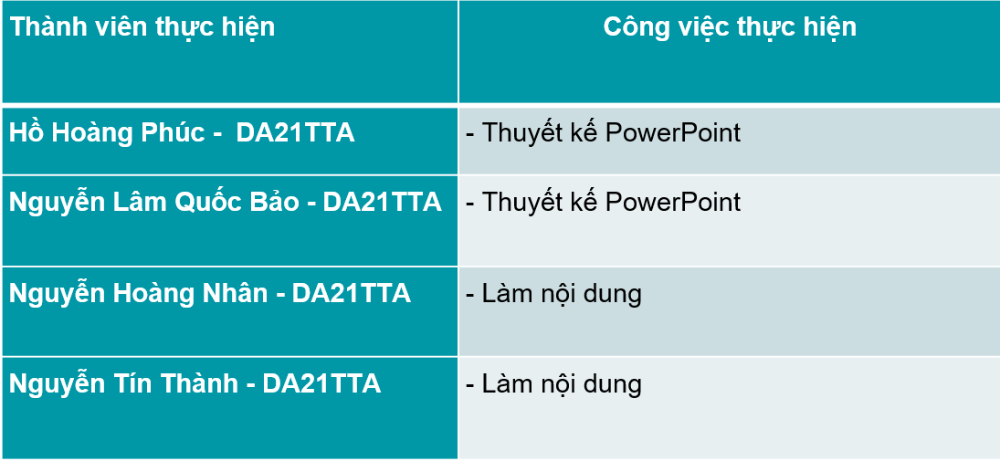 Thành viên thực hiện
Công việc thực hiện
Hồ Hoàng Phúc - DA21TTA
- Thuyết kế PowerPoint
Nguyễn Lâm Quốc Bảo - DA21TTA
- Thuyết kế PowerPoint
Nguyễn Hoàng Nhân - DA21TTA
- Làm nội dung
Nguyễn Tín Thành - DA21TTA
- Làm nội dung